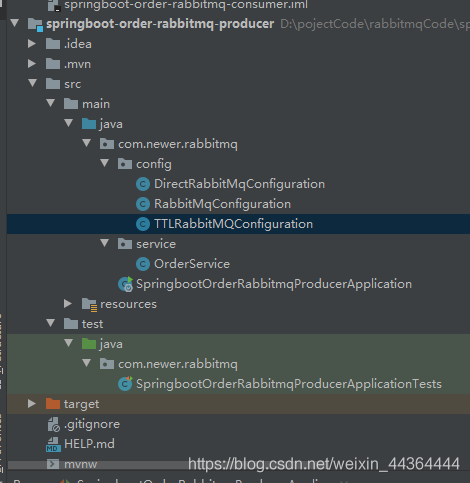 springboot-order-rabbitmq-consumer.iml
springboot-order-rabbitmq-producer D:\pojectCode\rabbitmqCode\sp
.idea
.mvn
src
main
java
com.newer.rabbitmq
config
DirectRabbitMqConfiguration
RabbitMqConfiguration
TTLRabbitMQConfiguration
service
OrderService
SpringbootOrderRabbitmqProducerApplication
resources
test
java
com.newer.rabbitmq
SpringbootOrderRabbitmqProducerApplicationTests
target
.gitignore
HELP.md
mvnw
https://blog.csdn.net/weixin_44364444